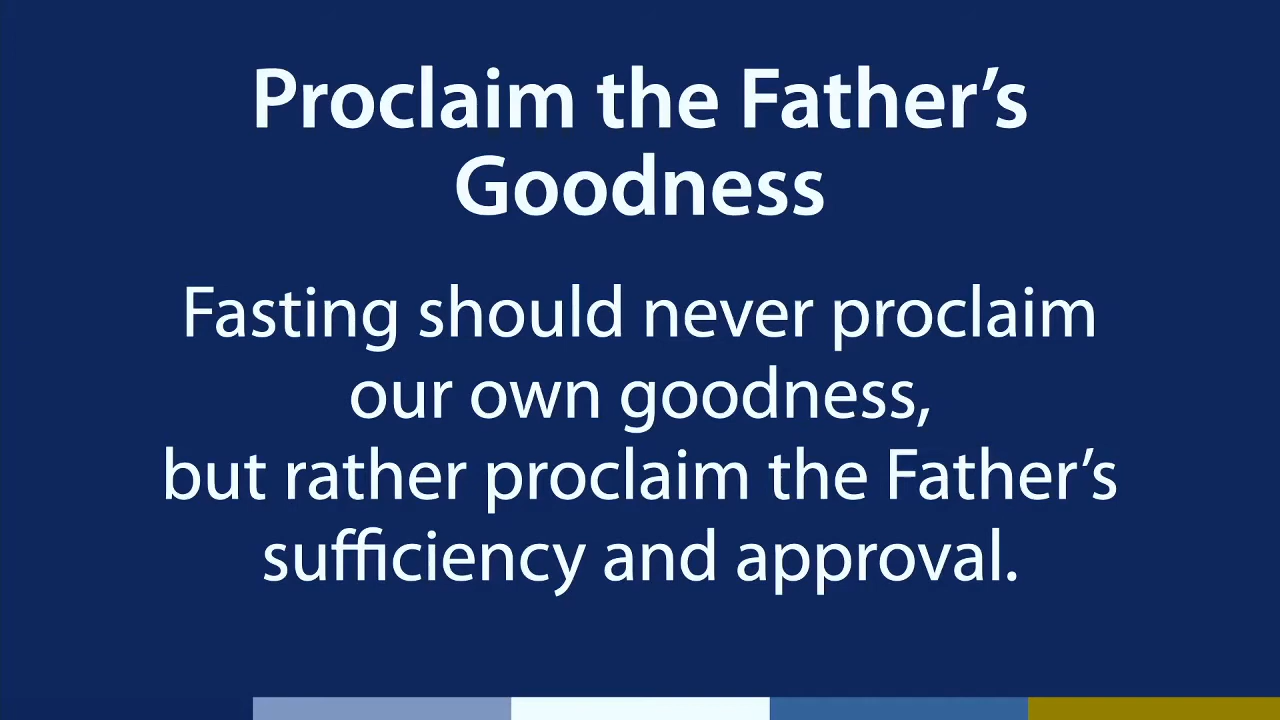 Proclaim the Father’s
Goodness
Fasting should never proclaim
our own goodness,
but rather proclaim the Father’s
sufficiency and approval.